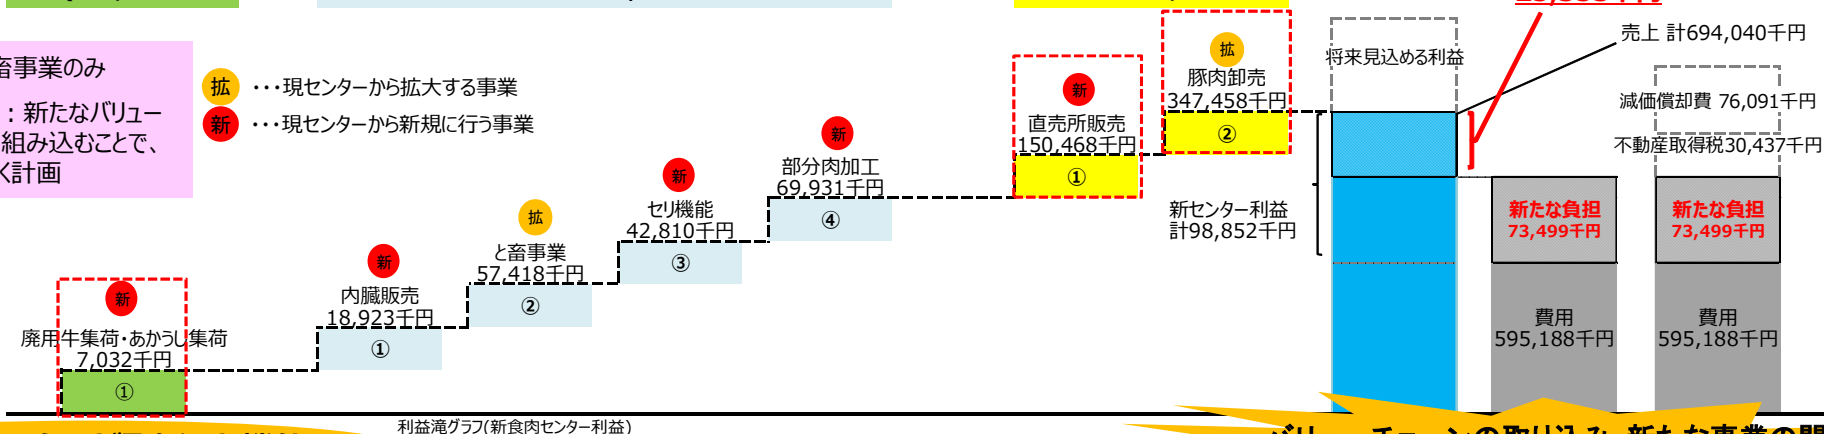 売上 計694,040千円
畜事業のみ
：新たなバリュー
組み込むことで、
く計画
拡 ・・・現センターから拡大する事業
新 ・・・現センターから新規に行う事業
新
廃用牛集荷・あかうし集荷
7,032千円
①
新
内臓販売
18,923千円
①
拡
と畜事業
57,418千円
②
新
セリ機能
42,810千円
③
新
部分肉加工
69,931千円
④
新
直売所販売
150,468千円
①
拡
豚肉卸売
347,458千円
②
将来見込める利益
新センター利益
計98,852千円
減価償却費 76,091千円
不動産取得税30,437千円
新たな負担
73,499千円
費用
595,188千円
新たな負担
73,499千円
費用
595,188千円
利益滝グラフ(新食肉センター利益)